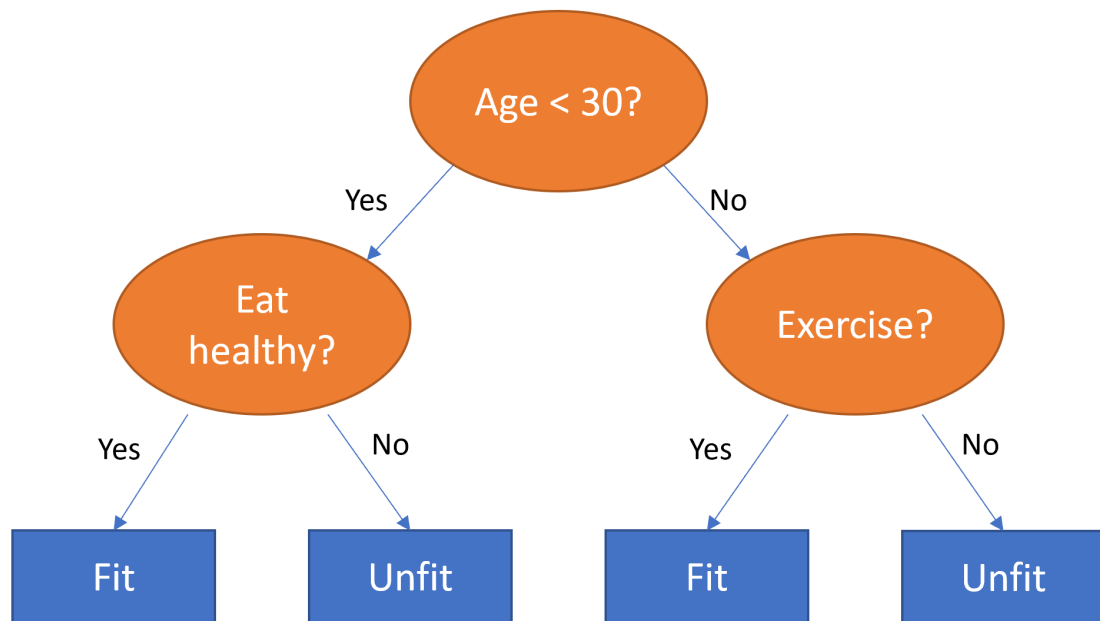 Age < 30?
Yes
No
Eat
healthy?
Exercise?
Yes
No
Yes
No
Fit
Unfit
Fit
Unfit